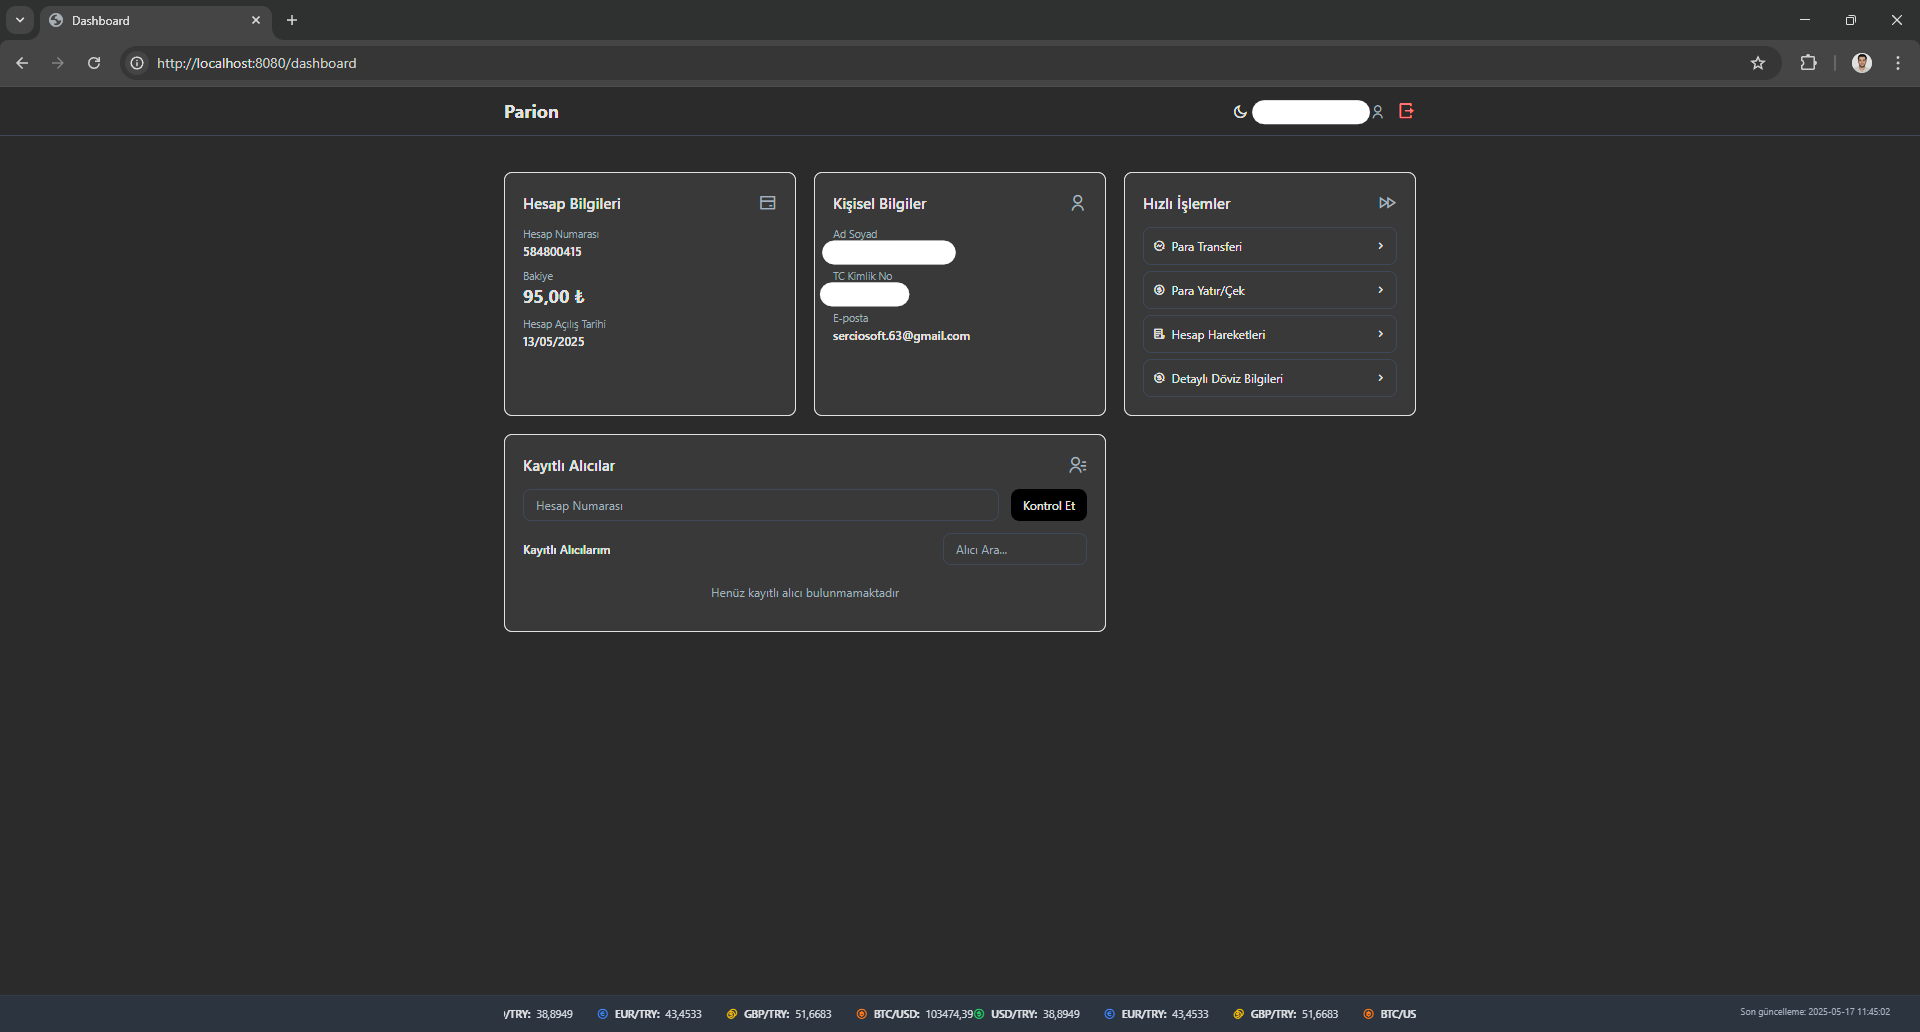 Dashboard
http://localhost:8080/dashboard
Parion
Hesap Bilgileri
Hesap Numarası
584800415
Bakiye
95,00 ₺
Hesap Açılış Tarihi
13/05/2025
Kişisel Bilgiler
Ad Soyad
TC Kimlik No
E-posta
serciosoft.63@gmail.com
Hızlı İşlemler
Para Transferi
Para Yatır/Çek
Hesap Hareketleri
Detaylı Döviz Bilgileri
Kayıtlı Alıcılar
Hesap Numarası
Kontrol Et
Kayıtlı Alıcılarım
Alıcı Ara...
Henüz kayıtlı alıcı bulunmamaktadır
/TRY: 38,8949 EUR/TRY: 43,4533 GBP/TRY: 51,6683 BTC/USD: 103474,39 USD/TRY: 38,8949 EUR/TRY: 43,4533 GBP/TRY: 51,6683 BTC/US
Son güncelleme: 2025-05-17 11:45:02